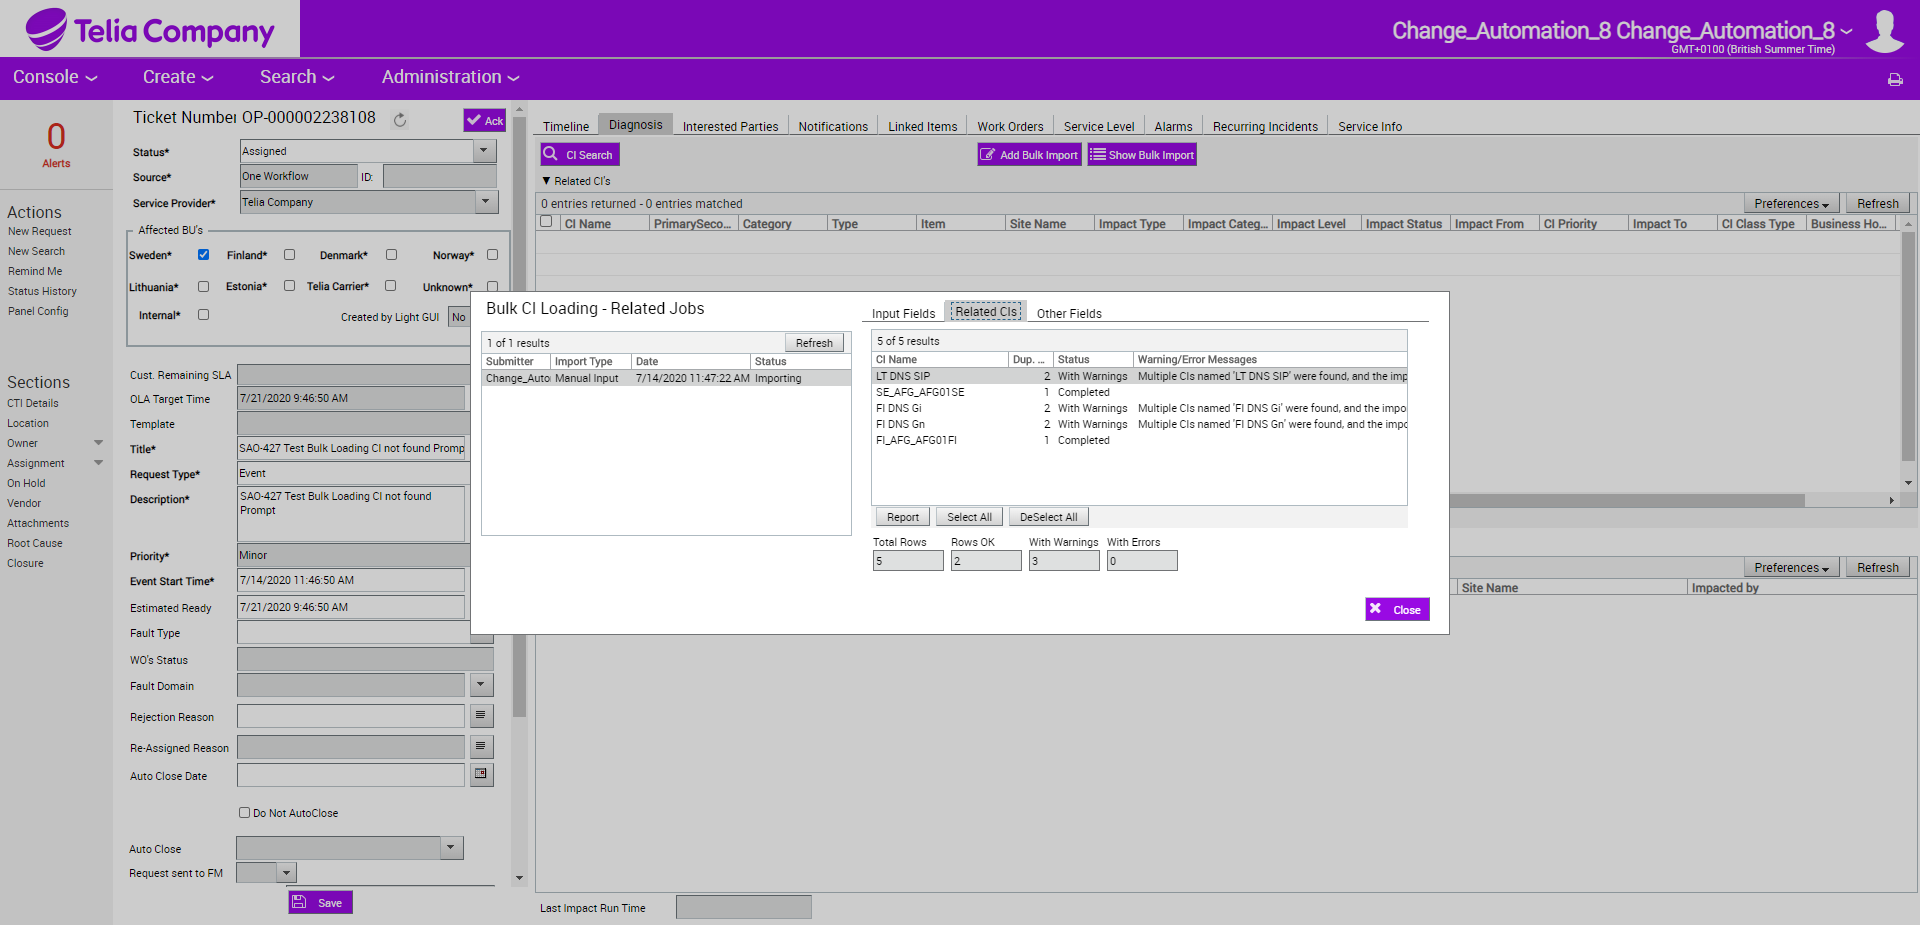 Telia Company
Change_Automation_8 Change_Automation_8
GMT+0100 (British Summer Time)
Console
Create
Search
Administration
0
Alerts
Actions
New Request
New Search
Remind Me
Status History
Panel Config
Sections
CTI Details
Location
Owner
Assignment
On Hold
Vendor
Attachments
Root Cause
Closure
Ticket Number OP-000002238108
Ack
Status*
Assigned
Source*
One Workflow
ID:
Service Provider*
Telia Company
Affected BU's
Sweden*
Finland*
Denmark*
Norway*
Lithuania*
Estonia*
Telia Carrier*
Unknown*
Internal*
Created by Light GUI
No
Cust. Remaining SLA
OLA Target Time
7/21/2020 9:46:50 AM
Template
Title*
SAO-427 Test Bulk Loading CI not found Promp
Request Type*
Event
Description*
SAO-427 Test Bulk Loading CI not found
Prompt
Priority*
Minor
Event Start Time*
7/14/2020 11:46:50 AM
Estimated Ready
7/21/2020 9:46:50 AM
Fault Type
WO's Status
Fault Domain
Rejection Reason
Re-Assigned Reason
Auto Close Date
Do Not AutoClose
Auto Close
Request sent to FM
Save
Timeline
Diagnosis
Interested Parties
Notifications
Linked Items
Work Orders
Service Level
Alarms
Recurring Incidents
Service Info
CI Search
Add Bulk Import
Show Bulk Import
Related CI's
0 entries returned - 0 entries matched
Preferences
Refresh
CI Name PrimarySeco... Category Type Item Site Name Impact Type Impact Categ... Impact Level Impact Status Impact From CI Priority Impact To CI Class Type Business Ho...
Bulk CI Loading - Related Jobs
1 of 1 results
Refresh
Submitter Import Type Date Status
Change_Auto Manual Input 7/14/2020 11:47:22 AM Importing
Input Fields
Related CIs
Other Fields
5 of 5 results
CI Name Dup. ... Status Warning/Error Messages
LT DNS SIP 2 With Warnings Multiple CIs named 'LT DNS SIP' were found, and the imp
SE_AFG_AFG01SE 1 Completed
FI DNS Gi 2 With Warnings Multiple CIs named 'FI DNS Gi' were found, and the impo
FI DNS Gn 2 With Warnings Multiple CIs named 'FI DNS Gn' were found, and the impo
FI_AFG_AFG01FI 1 Completed
Report
Select All
DeSelect All
Total Rows Rows OK With Warnings With Errors
5 2 3 0
Close
Preferences
Refresh
Site Name Impacted by
Last Impact Run Time